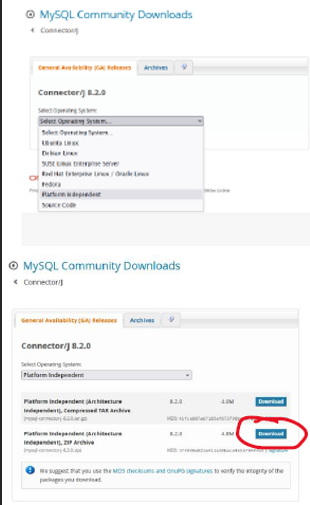 MySQL Community Downloads
Connector/J
General Availability (GA) Releases
Archives
Connector/J 8.2.0
Select Operating System:
Select Operating System...
Select Operating System...
Ubuntu Linux
Debian Linux
SUSE Linux Enterprise Server
Red Hat Enterprise Linux / Oracle Linux
Fedora
Platform Independent
Source Code
MySQL Community Downloads
Connector/J
General Availability (GA) Releases
Archives
Connector/J 8.2.0
Select Operating System:
Platform Independent
Platform Independent (Architecture Independent), Compressed TAR Archive
8.2.0
Download
(mysql-connector-j-8.2.0.tar.gz)
MD5:
Platform Independent (Architecture Independent), ZIP Archive
8.2.0
Download
(mysql-connector-j-8.2.0.zip)
MD5:
Signature
We suggest that you use the MD5 checksums and GnuPG signatures to verify the integrity of the
packages you download.